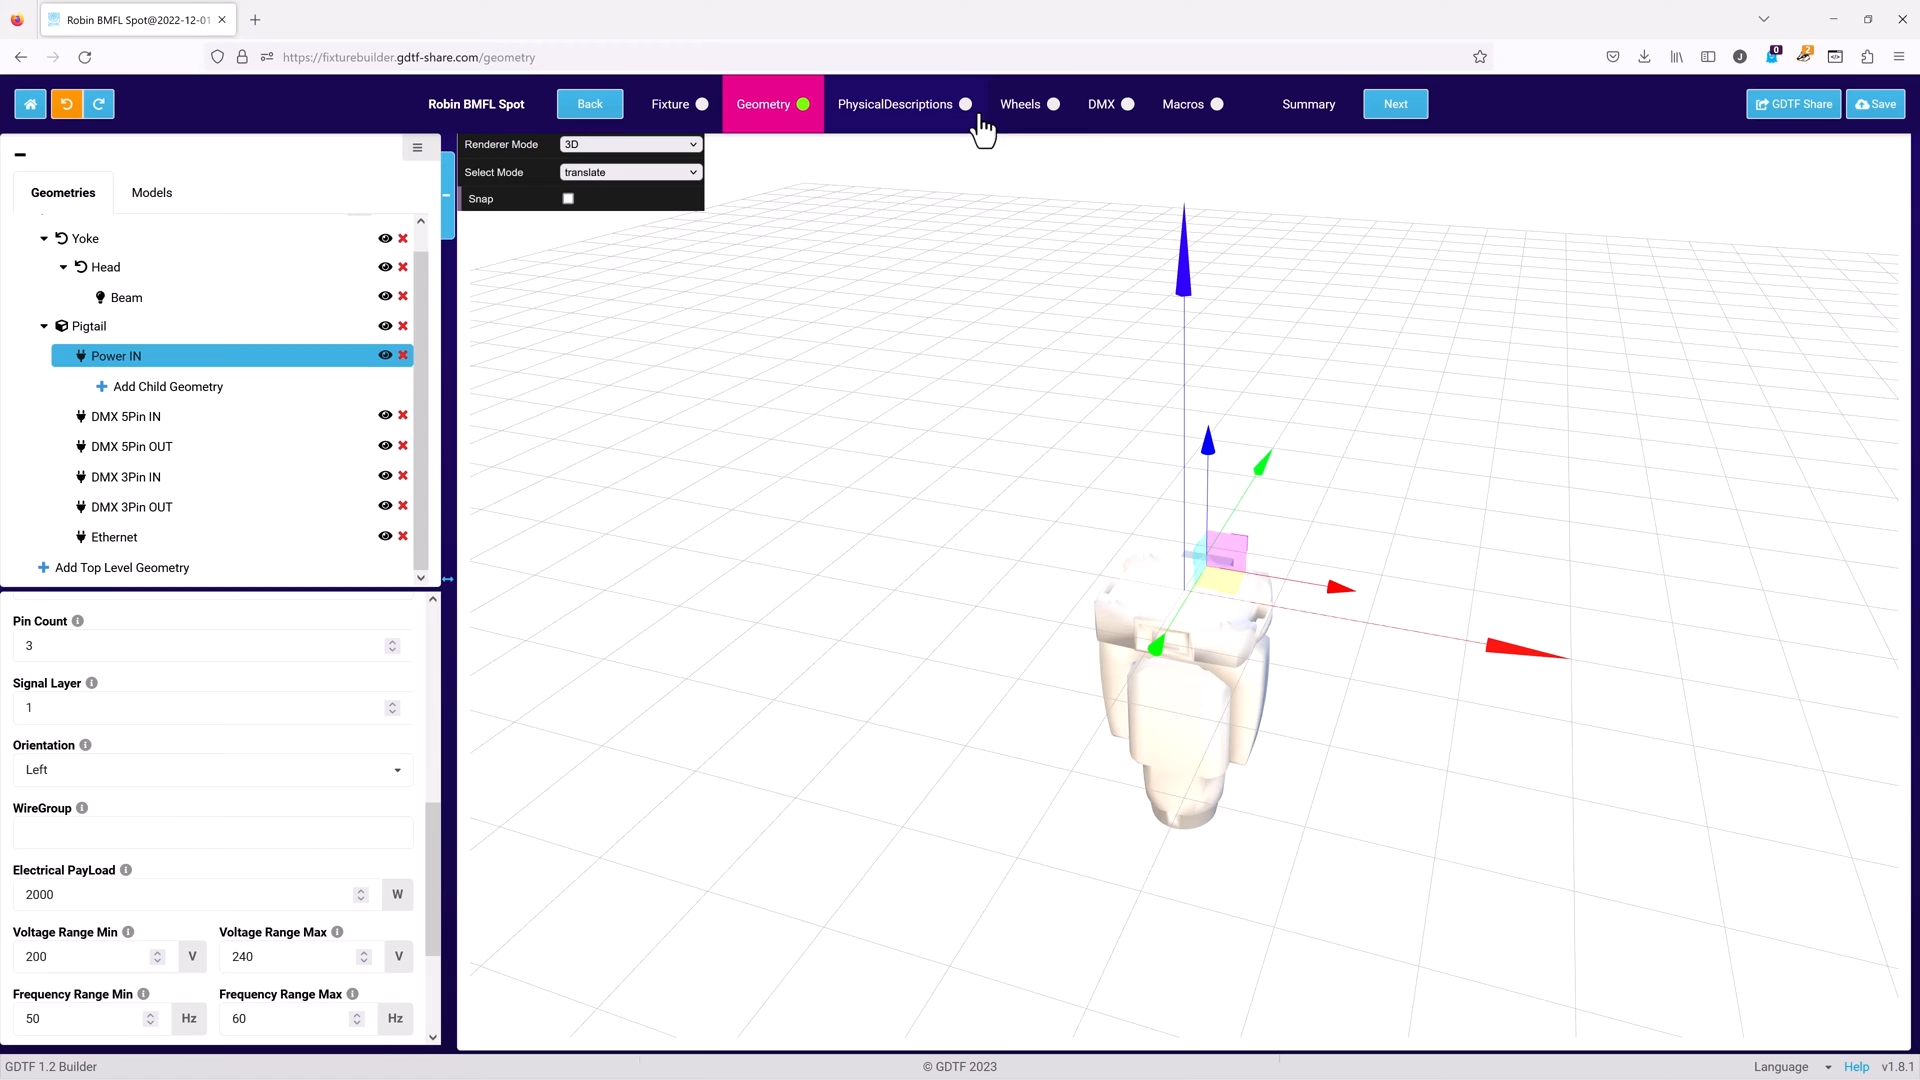 Robin BMFL Spot@2022-12-01
https://fixturebuilder.gdtf-share.com/geometry
0
2
Robin BMFL Spot
Back
Fixture
Geometry
PhysicalDescriptions
Wheels
DMX
Macros
Summary
Next
GDTF Share
Save
Renderer Mode
3D
Select Mode
translate
Snap
Geometries
Models
Yoke
Head
Beam
Pigtail
Power IN
Add Child Geometry
DMX 5Pin IN
DMX 5Pin OUT
DMX 3Pin IN
DMX 3Pin OUT
Ethernet
Add Top Level Geometry
Pin Count
3
Signal Layer
1
Orientation
Left
WireGroup
Electrical PayLoad
2000 W
Voltage Range Min Voltage Range Max
200 V 240 V
Frequency Range Min Frequency Range Max
50 Hz 60 Hz
GDTF 1.2 Builder
© GDTF 2023
Language
Help
v1.8.1